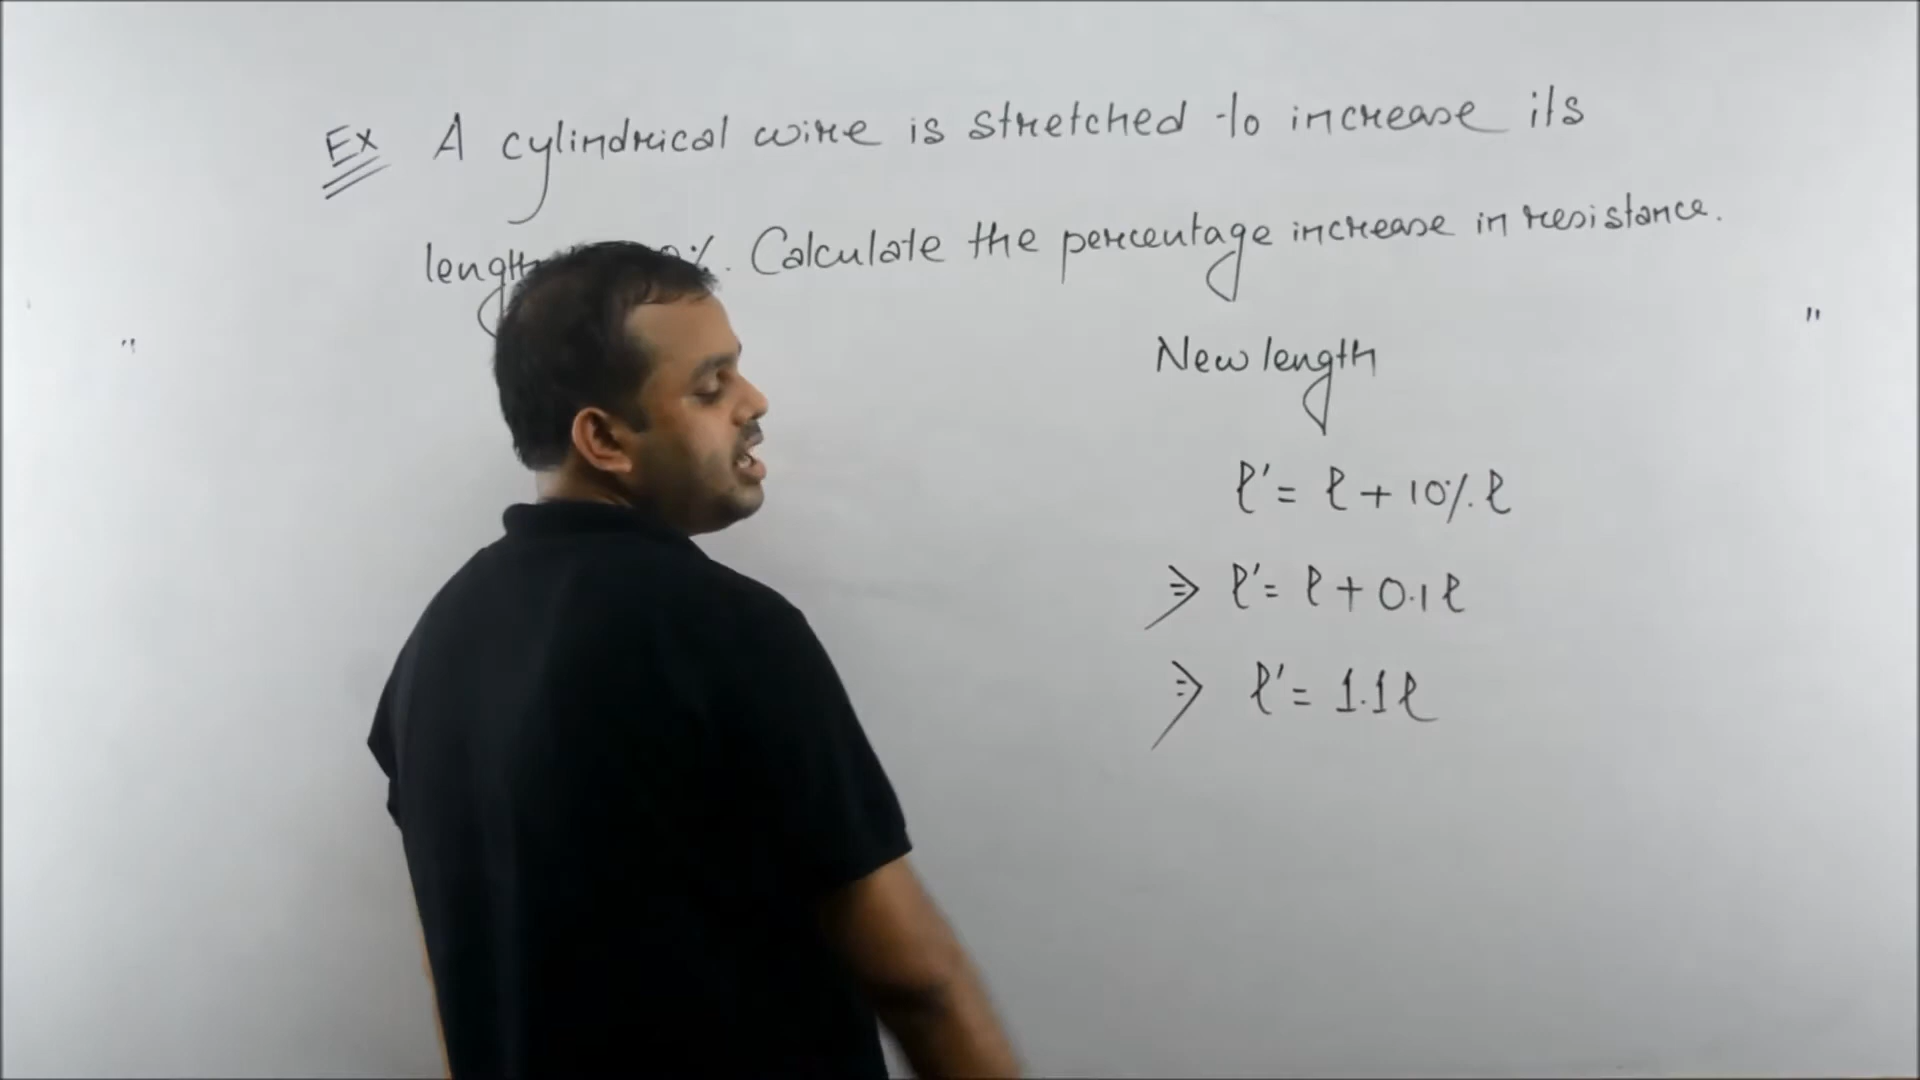 Ex A cylindrical wire is stretched to increase its
length %. Calculate the percentage increase in resistance.
New length
l' = l + 10% l
⇒ l' = l + 0.1 l
⇒ l' = 1.1 l